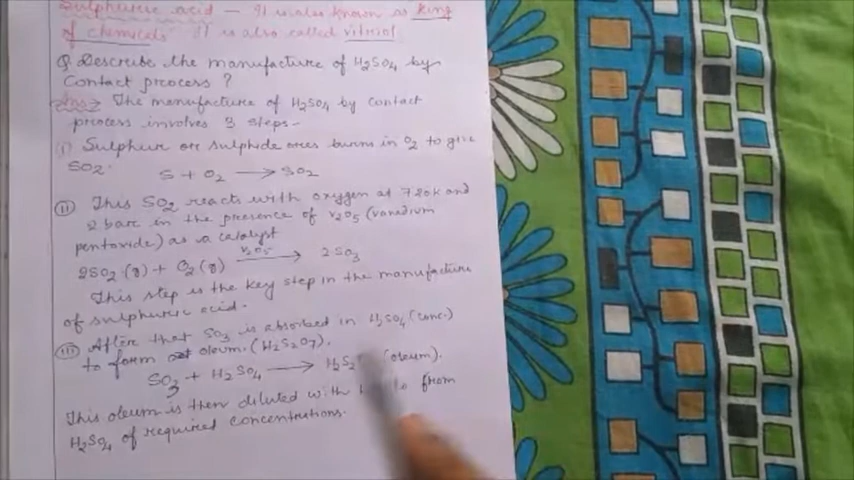 Sulphuric acid - It is also known as King
of chemicals. It is also called vitriol
Q Describe the manufacture of H₂SO₄ by
Contact process ?
Ans→ The manufacture of H₂SO₄ by contact
process involves 3 steps-
(i) Sulphur or sulphide ores burns in O₂ to give
SO₂.
S + O₂ → SO₂
(ii) This SO₂ reacts with oxygen at 720K and
2 bar in the presence of V₂O₅ (vanadium
pentoxide) as a catalyst
2SO₂(g) + O₂(g) V₂O₅→ 2SO₃
This step is the key step in the manufacture
of sulphuric acid.
(iii) After that SO₃ is absorbed in H₂SO₄ (conc.)
to form oleum. (H₂S₂O₇).
SO₃ + H₂SO₄ → H₂S₂ (oleum).
This oleum is then diluted with from
H₂SO₄ of required concentrations.